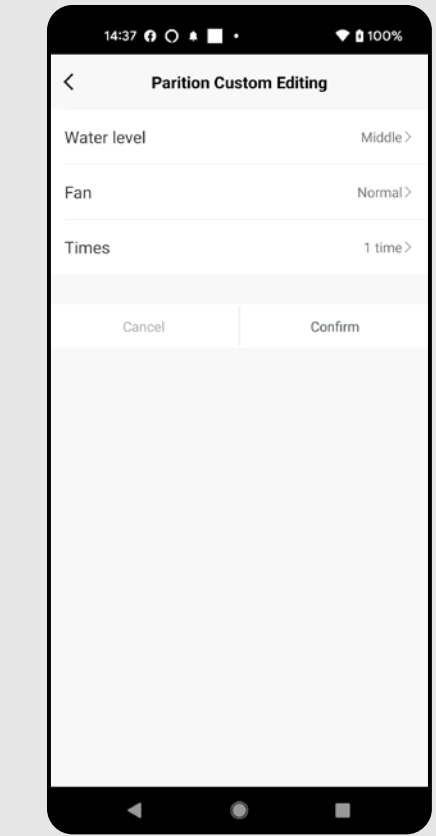 14:37 100%
Parition Custom Editing
Water level Middle
Fan Normal
Times 1 time
Cancel Confirm